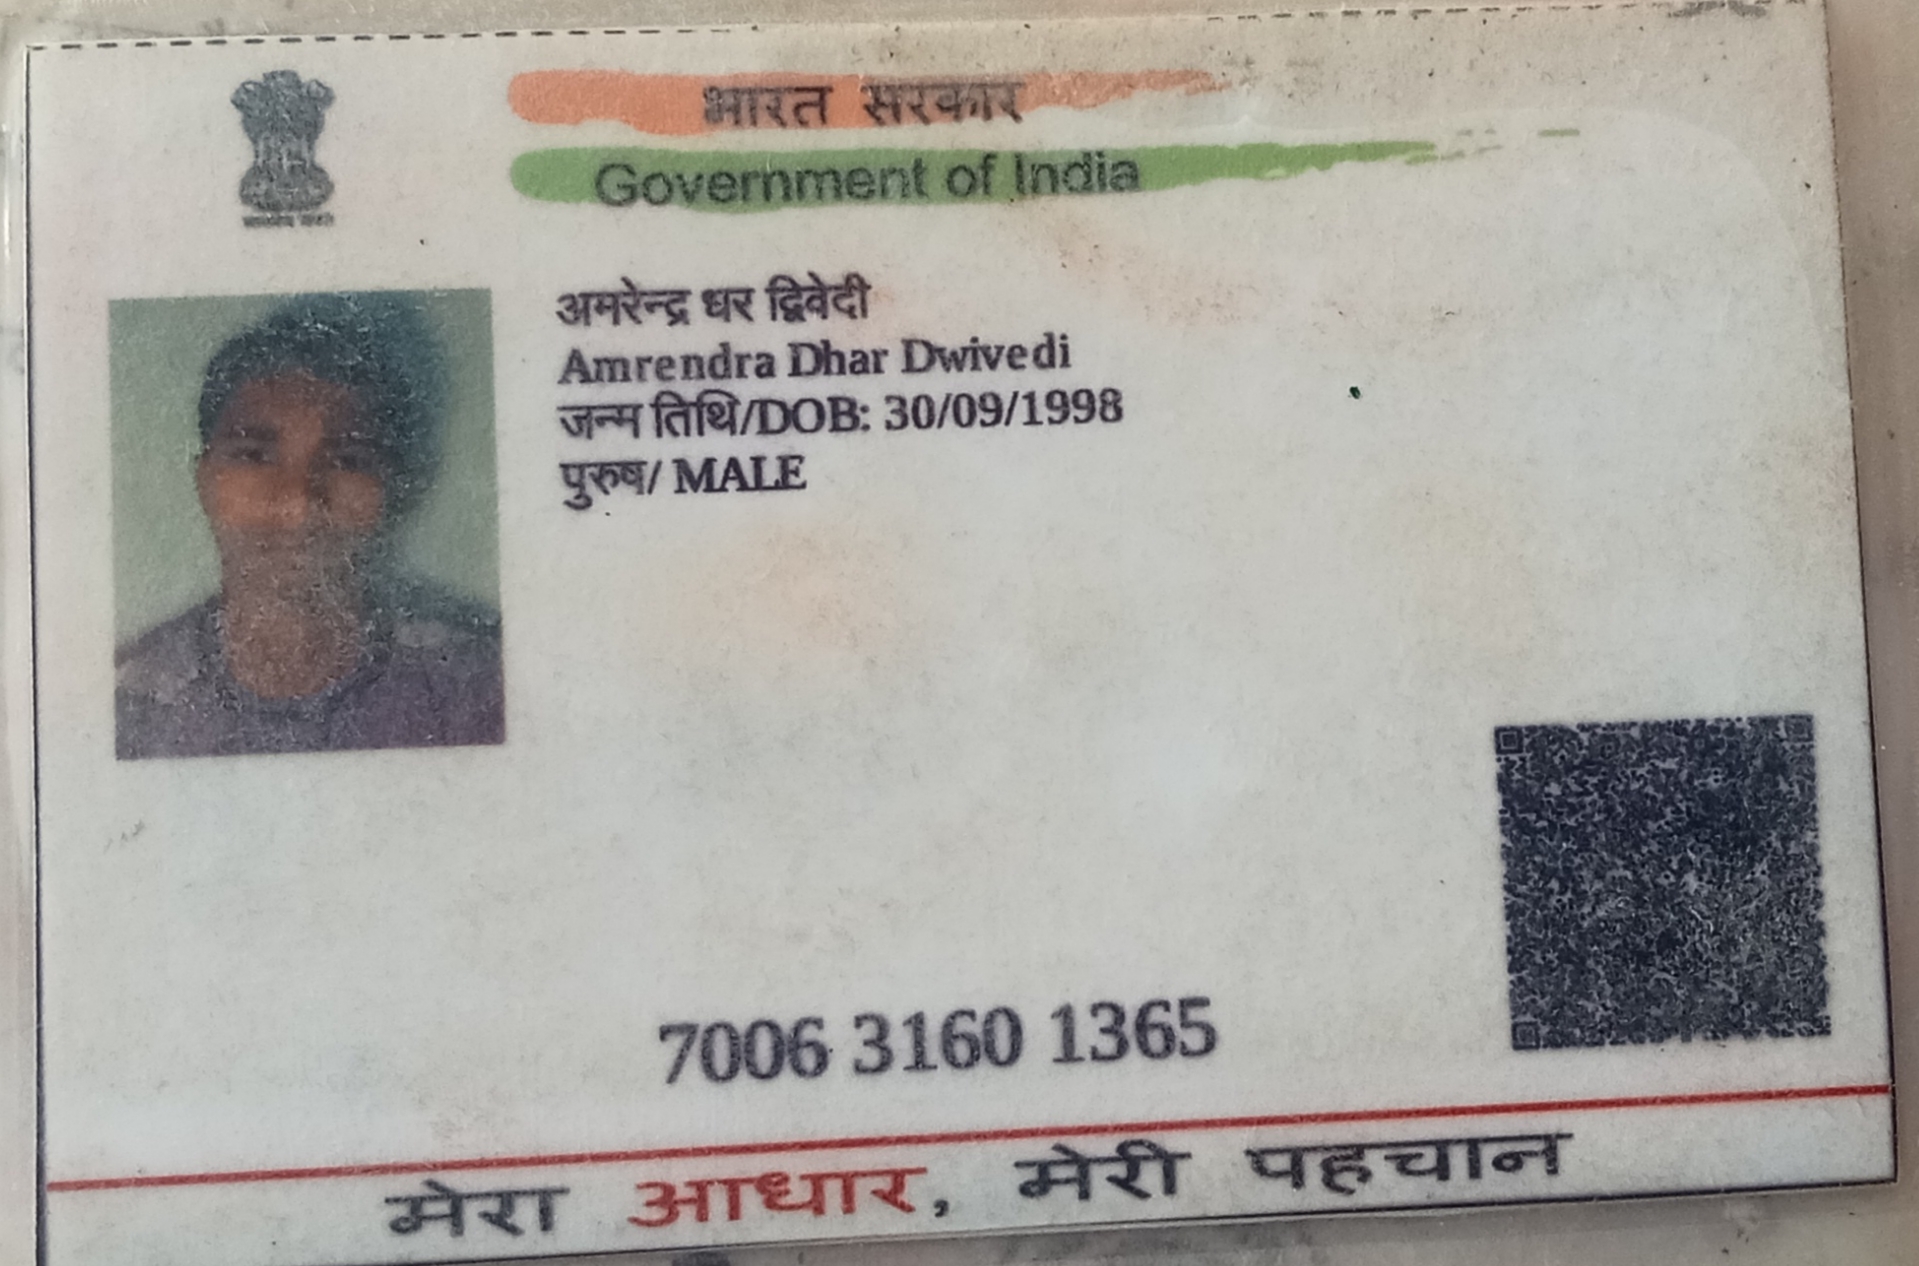 भारत सरकार
Government of India
अमरेन्द्र धर द्विवेदी
Amrendra Dhar Dwivedi
जन्म तिथि/DOB: 30/09/1998
पुरुष/ MALE
7006 3160 1365
मेरा आधार, मेरी पहचान